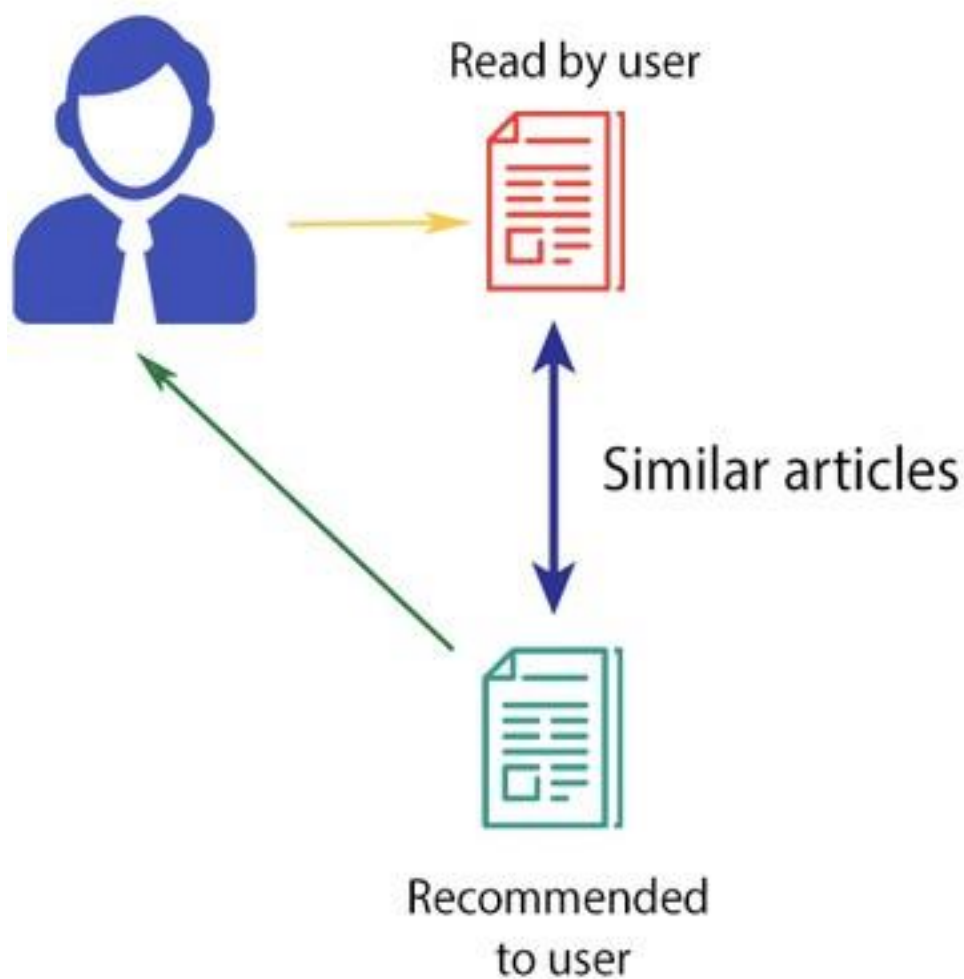 Read by user
Similar articles
Recommended
to user